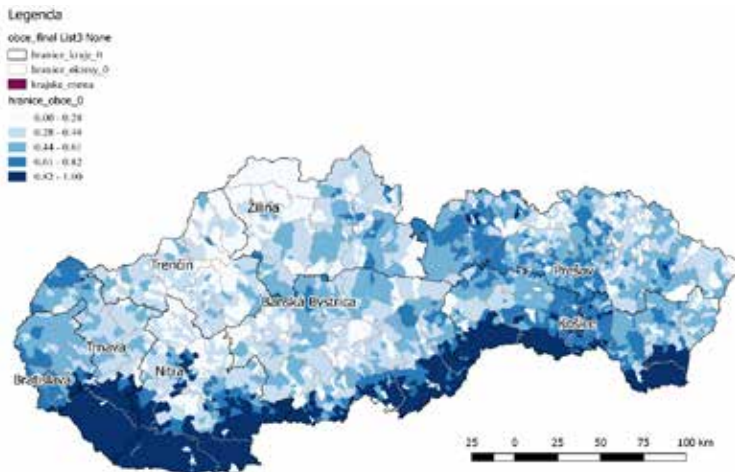 Legenda
obce_final List3 None
hranice_kraje_0
hranice_okresy_0
krajske_mesta
hranice_obce_0
0.00 - 0.28
0.28 - 0.44
0.44 - 0.61
0.61 - 0.82
0.82 - 1.00
Žilina
Trenčín
Prešov
Banská Bystrica
Košice
Trnava
Nitra
Bratislava
25 0 25 50 75 100 km